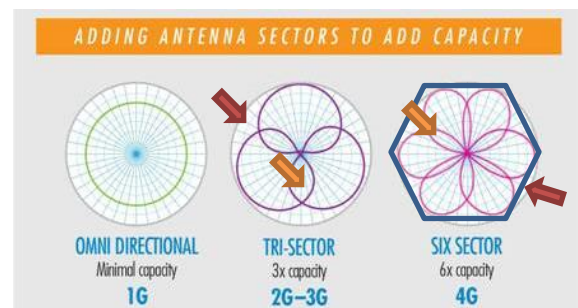 ADDING ANTENNA SECTORS TO ADD CAPACITY
OMNI DIRECTIONAL
Minimal capacity
1G
TRI-SECTOR
3x capacity
2G–3G
SIX SECTOR
6x capacity
4G